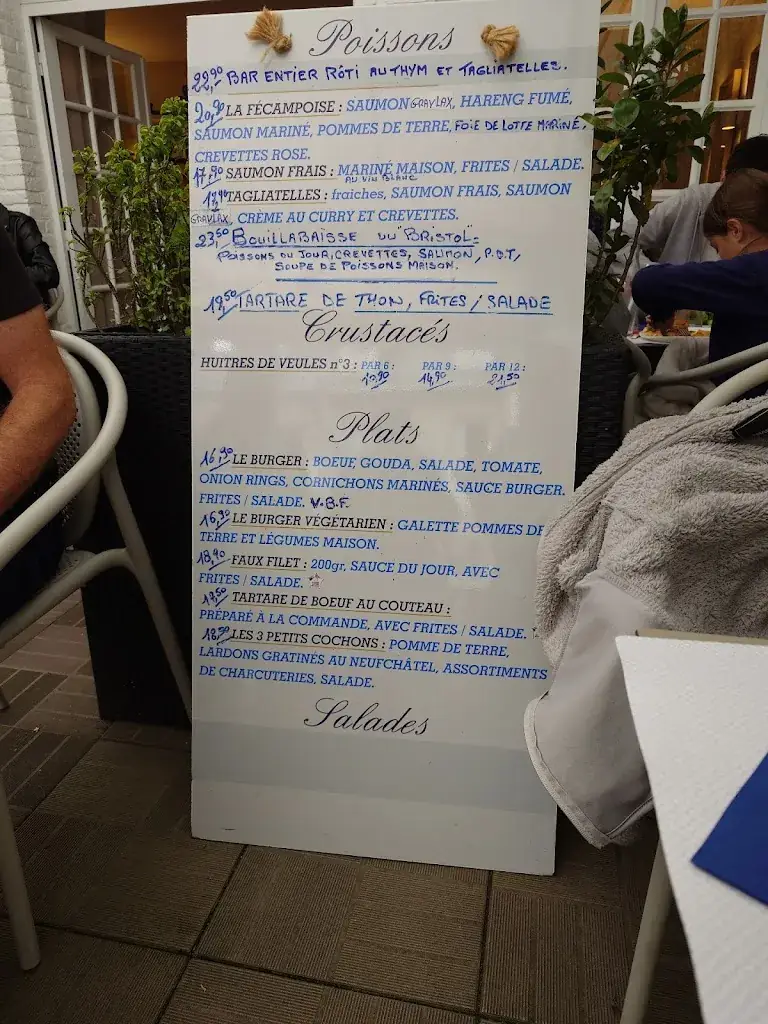 Poissons
22,90 BAR ENTIER RÔTI AU THYM ET TAGLIATELLES.
20,90 LA FÉCAMPOISE : SAUMON GRAVLAX, HARENG FUMÉ,
SAUMON MARINÉ, POMMES DE TERRE, FOIE DE LOTTE MARINÉ,
CREVETTES ROSE.
17,90 SAUMON FRAIS : MARINÉ MAISON, FRITES / SALADE.
AU VIN BLANC
TAGLIATELLES : fraiches, SAUMON FRAIS, SAUMON
GRAVLAX, CRÈME AU CURRY ET CREVETTES.
23,50 BOUILLABAISSE DU "BRISTOL":
POISSONS DU JOUR, CREVETTES, SAUMON, P.D.T,
SOUPE DE POISSONS MAISON.
19,50 TARTARE DE THON, FRITES / SALADE
Crustacés
HUITRES DE VEULES n°3 : PAR 6 : PAR 9 : PAR 12 :
10,90 14,90 21,50
Plats
16,90 LE BURGER : BOEUF, GOUDA, SALADE, TOMATE,
ONION RINGS, CORNICHONS MARINÉS, SAUCE BURGER.
FRITES / SALADE. V.B.F.
16,90 LE BURGER VÉGÉTARIEN : GALETTE POMMES DE
TERRE ET LÉGUMES MAISON.
18,90 FAUX FILET : 200gr, SAUCE DU JOUR, AVEC
FRITES / SALADE.
17,50 TARTARE DE BOEUF AU COUTEAU :
PRÉPARÉ À LA COMMANDE, AVEC FRITES / SALADE.
18,50 LES 3 PETITS COCHONS : POMME DE TERRE,
LARDONS GRATINÉS AU NEUFCHÂTEL, ASSORTIMENTS
DE CHARCUTERIES, SALADE.
Salades